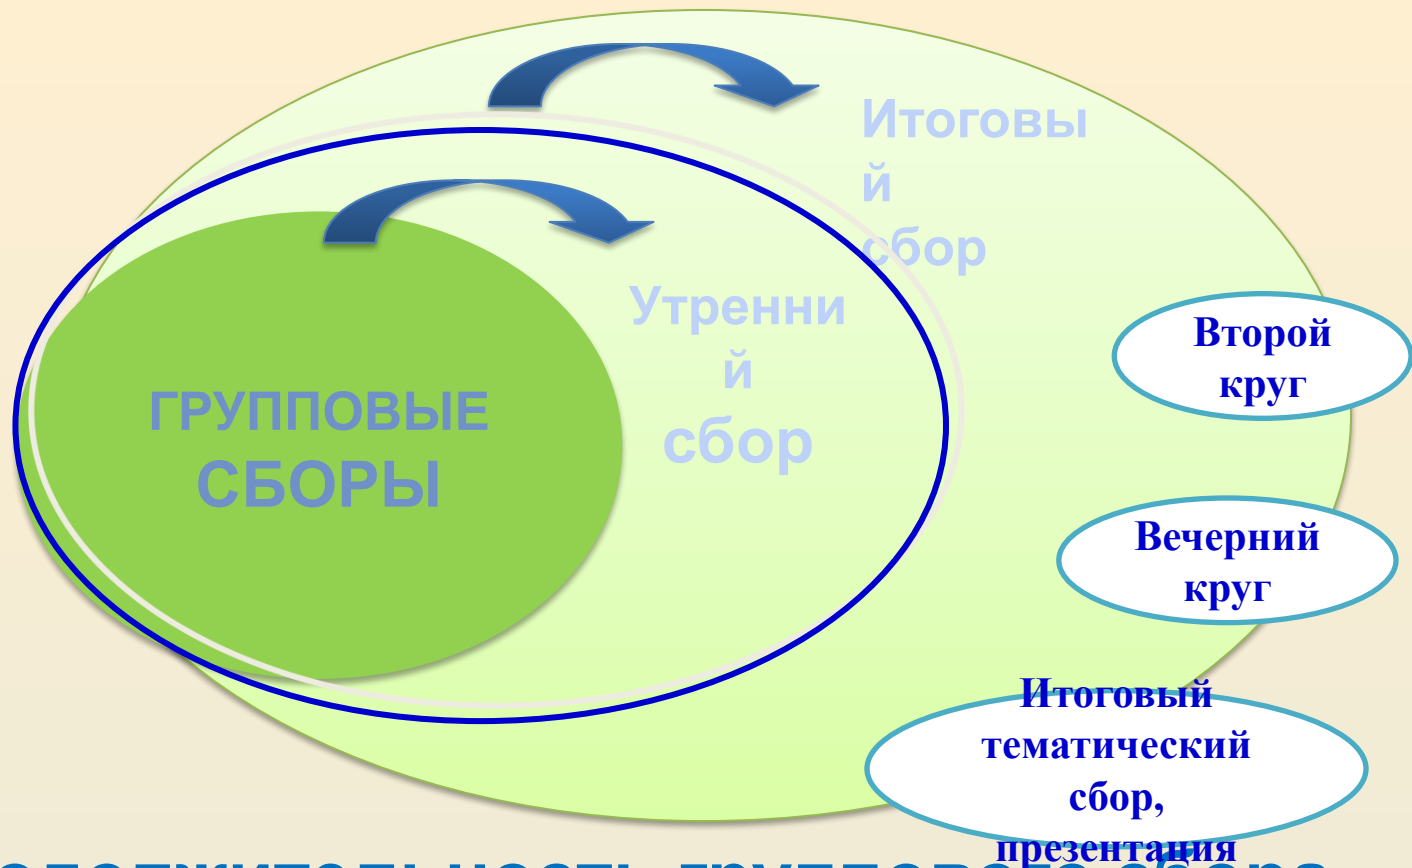 Итоговы
й
сбор
Утренни
й
сбор
ГРУППОВЫЕ
СБОРЫ
Второй
круг
Вечерний
круг
Итоговый
тематический
сбор,
презентация